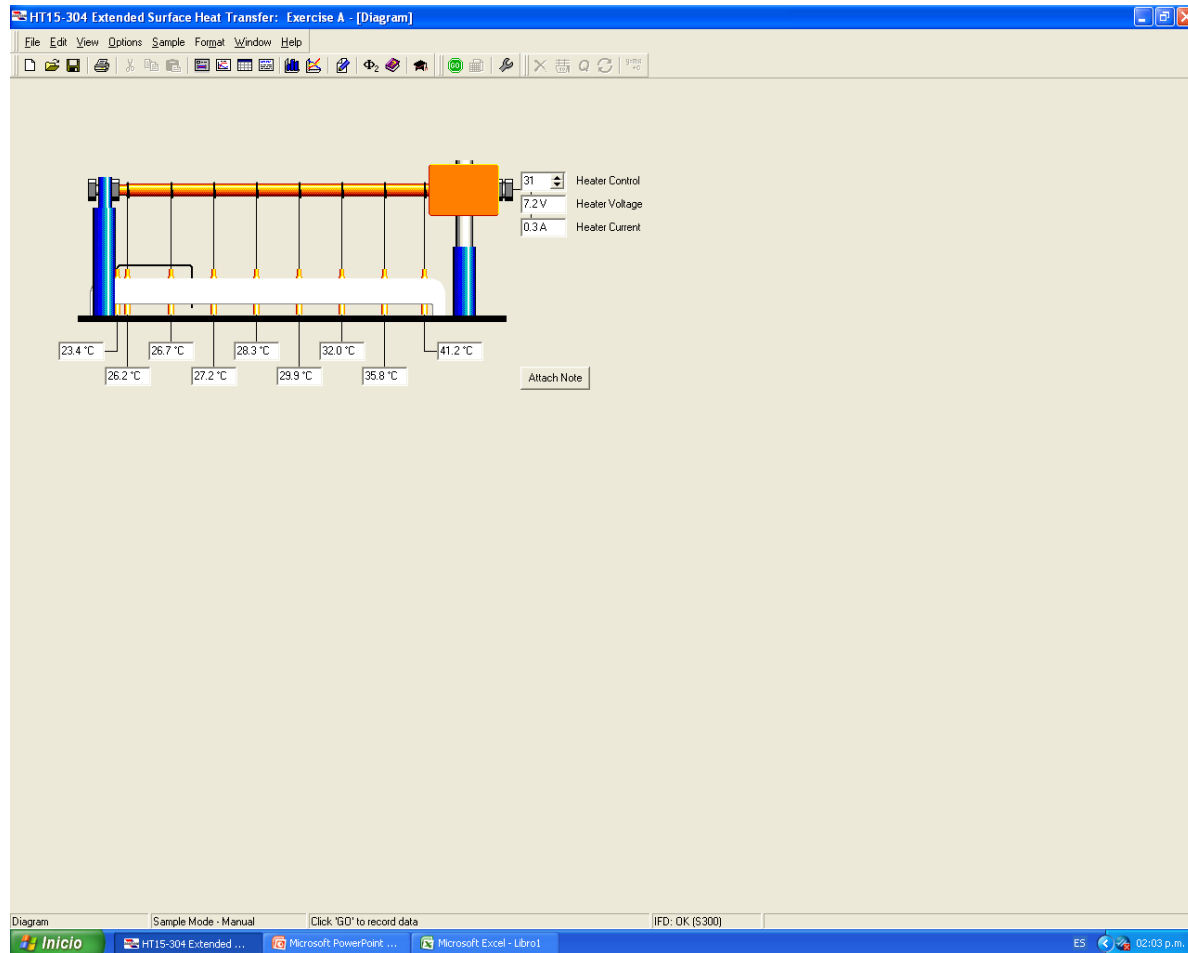 HT15-304 Extended Surface Heat Transfer: Exercise A - [Diagram]
File Edit View Options Sample Format Window Help
GO
31 Heater Control
7.2 V Heater Voltage
0.3 A Heater Current
23.4 °C 26.7 °C 28.3 °C 32.0 °C 41.2 °C
26.2 °C 27.2 °C 29.9 °C 35.8 °C Attach Note
Diagram Sample Mode - Manual Click 'GO' to record data IFD: OK (S300)
Inicio HT15-304 Extended ... Microsoft PowerPoint ... Microsoft Excel - Libro1 ES 02:03 p.m.